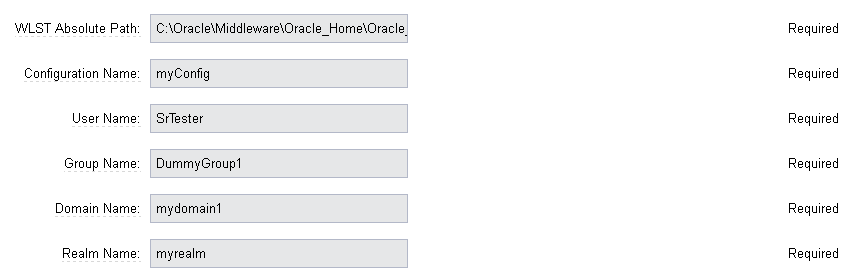 WLST Absolute Path: C:\Oracle\Middleware\Oracle_Home\Oracle_ Required
Configuration Name: myConfig Required
User Name: SrTester Required
Group Name: DummyGroup1 Required
Domain Name: mydomain1 Required
Realm Name: myrealm Required